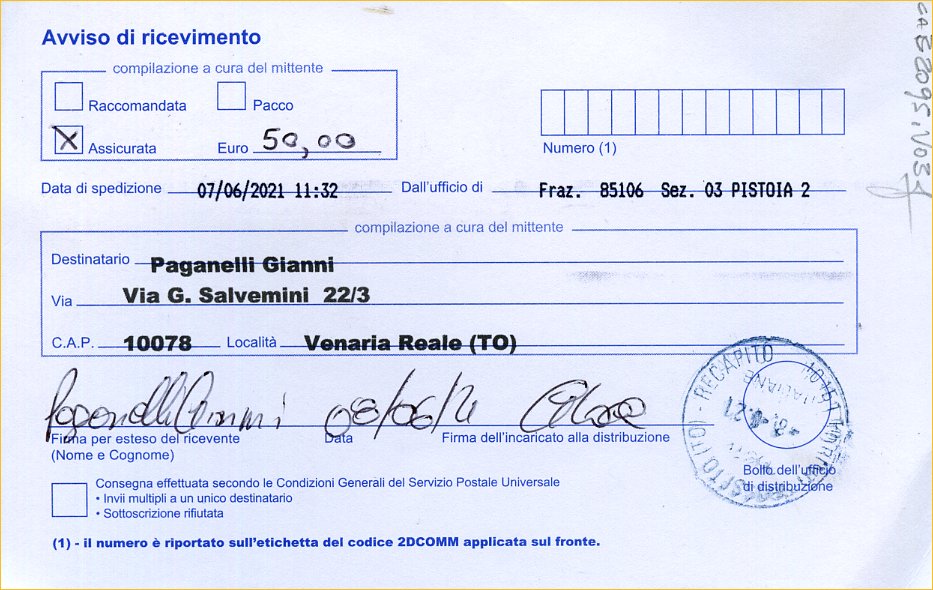 Avviso di ricevimento
compilazione a cura del mittente
Raccomandata Pacco
X Assicurata Euro 50,00
Numero (1)
Data di spedizione 07/06/2021 11:32 Dall'ufficio di Fraz. 85106 Sez. 03 PISTOIA 2
compilazione a cura del mittente
Destinatario Paganelli Gianni
Via Via G. Salvemini 22/3
C.A.P. 10078 Località Venaria Reale (TO)
Paganelli Gianni 08/06/21
Firma per esteso del ricevente Data Firma dell'incaricato alla distribuzione
(Nome e Cognome)
RECAPITO
(TO)
Bollo dell'ufficio
di distribuzione
Consegna effettuata secondo le Condizioni Generali del Servizio Postale Universale
• Invii multipli a un unico destinatario
• Sottoscrizione rifiutata
(1) - il numero è riportato sull'etichetta del codice 2DCOMM applicata sul fronte.